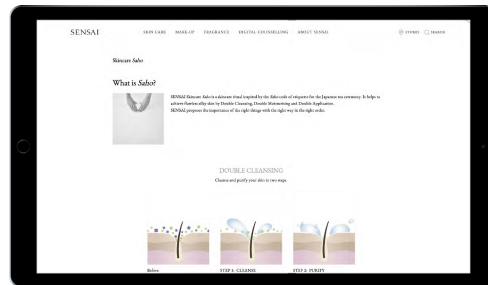 SENSAI
SKIN CARE MAKE-UP FRAGRANCE DIGITAL COUNSELLING ABOUT SENSAI STORES SEARCH
Skincare Saho
What is Saho?
SENSAI Skincare Saho is a skincare ritual inspired by the Saho code of etiquette for the Japanese tea ceremony. It helps to
achieve flawless silky skin by Double Cleansing, Double Moisturising and Double Application.
SENSAI proposes the importance of the right things with the right way in the right order.
DOUBLE CLEANSING
Cleanse and purify your skin in two steps.
Before STEP 1: CLEANSE STEP 2: PURIFY